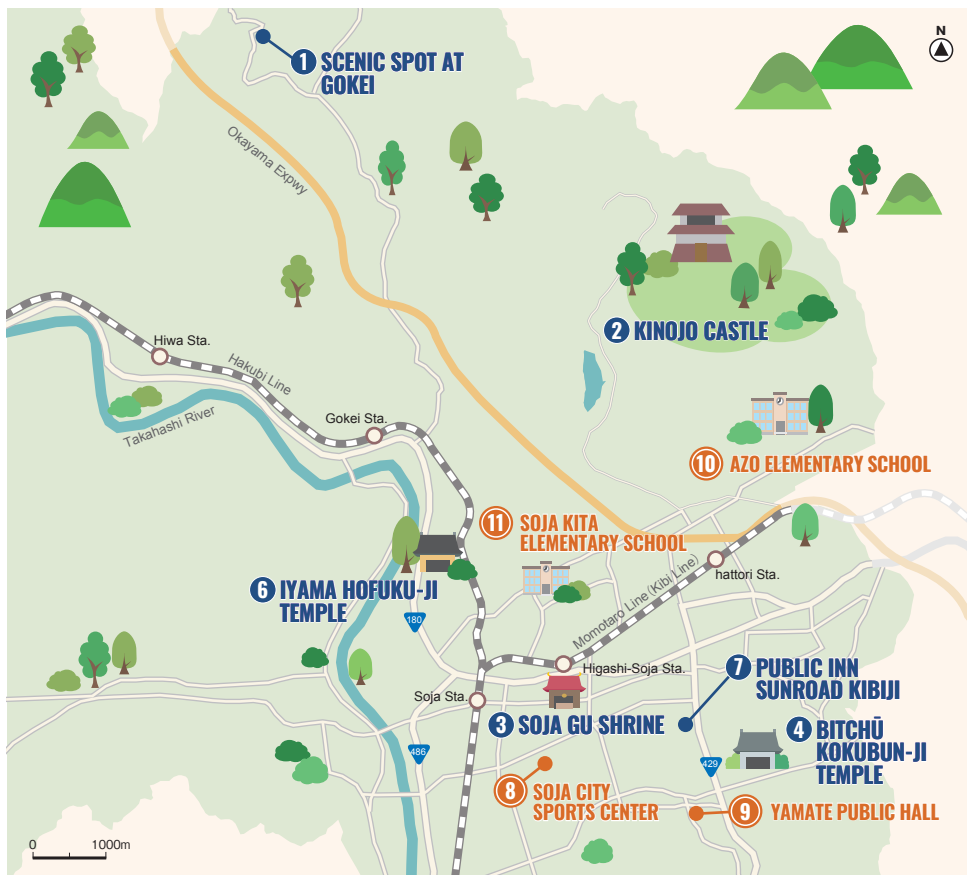 N
1 SCENIC SPOT AT
GOKEI
Okayama Expwy
2 KINOJO CASTLE
Hiwa Sta.
Hakubi Line
Takahashi River
Gokei Sta.
10 AZO ELEMENTARY SCHOOL
11 SOJA KITA
ELEMENTARY SCHOOL
hattori Sta.
Momotaro Line (Kibi Line)
6 IYAMA HOFUKU-JI
TEMPLE
180
Higashi-Soja Sta.
7 PUBLIC INN
SUNROAD KIBIJI
Soja Sta.
3 SOJA GU SHRINE
4 BITCHŪ
KOKUBUN-JI
TEMPLE
486
429
8 SOJA CITY
SPORTS CENTER
9 YAMATE PUBLIC HALL
0 1000m